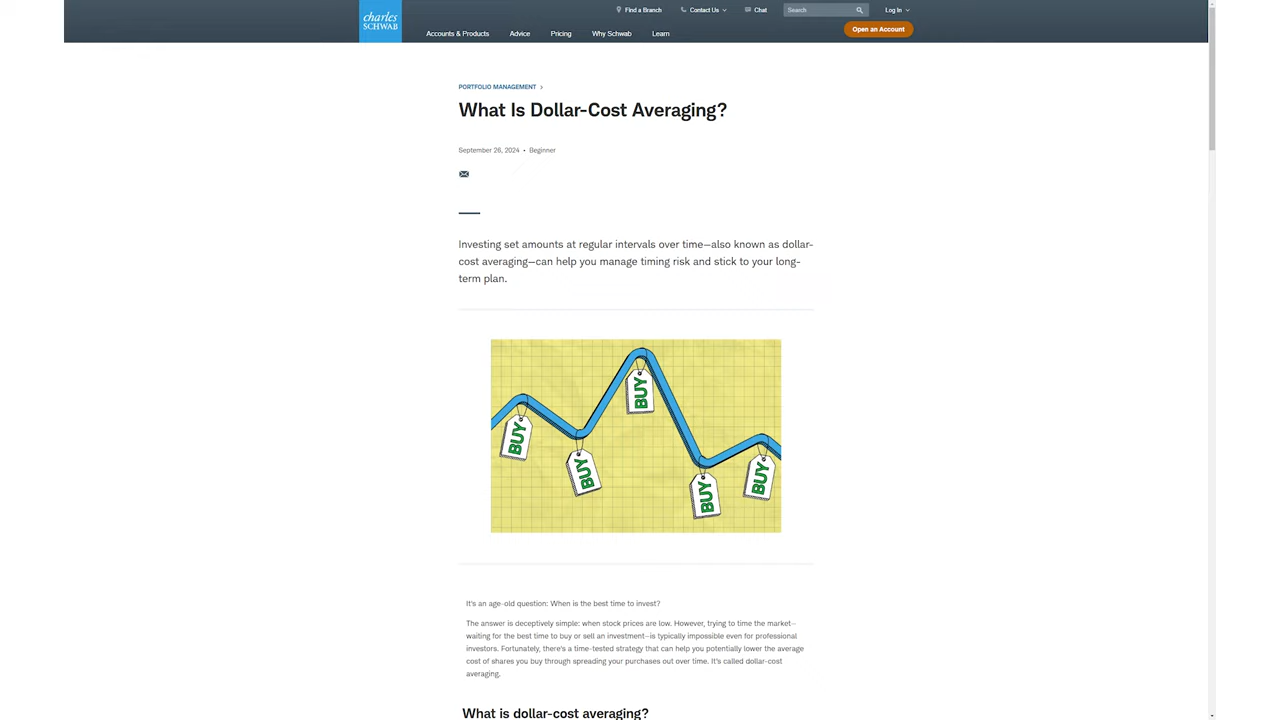 charles
SCHWAB
Find a Branch
Contact Us
Chat
Search
Log In
Accounts & Products
Advice
Pricing
Why Schwab
Learn
Open an Account
PORTFOLIO MANAGEMENT >
What Is Dollar-Cost Averaging?
September 26, 2024 • Beginner
Investing set amounts at regular intervals over time—also known as dollar-
cost averaging—can help you manage timing risk and stick to your long-
term plan.
BUY
BUY
BUY
BUY
BUY
It's an age-old question: When is the best time to invest?
The answer is deceptively simple: when stock prices are low. However, trying to time the market—
waiting for the best time to buy or sell an investment—is typically impossible even for professional
investors. Fortunately, there's a time-tested strategy that can help you potentially lower the average
cost of shares you buy through spreading your purchases out over time. It's called dollar-cost
averaging.
What is dollar-cost averaging?